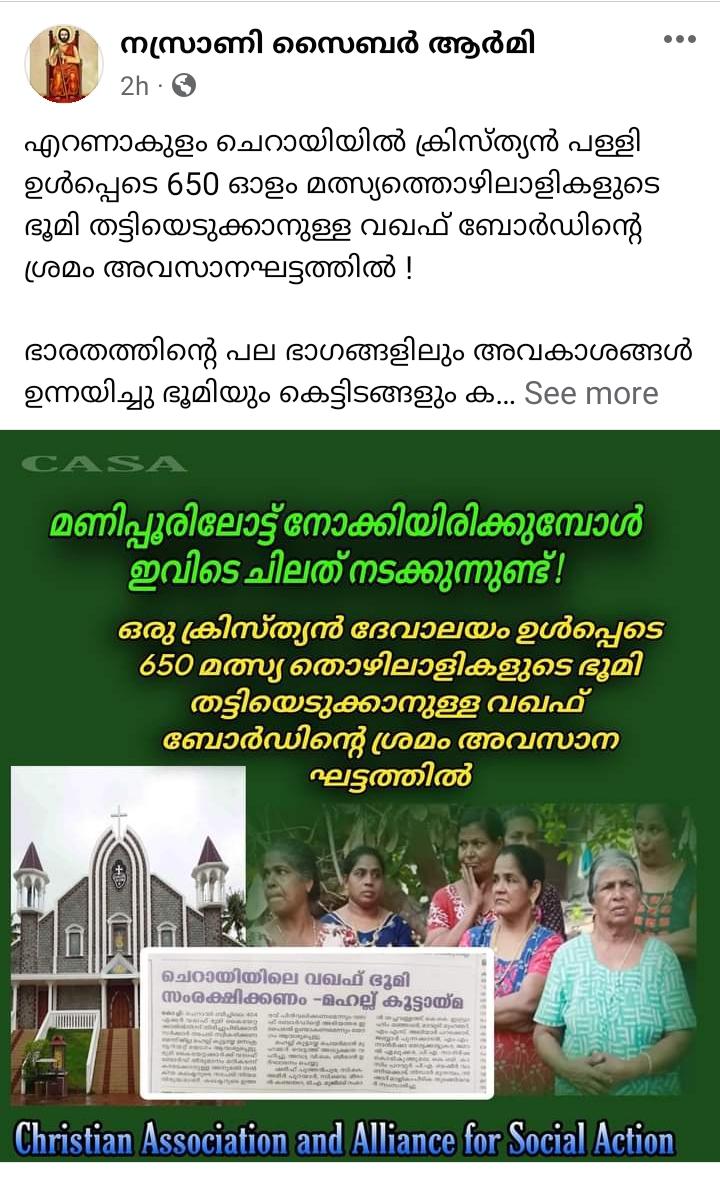 നസ്രാണി സൈബർ ആർമി
2h ·
എറണാകുളം ചെറായിയിൽ ക്രിസ്ത്യൻ പള്ളി
ഉൾപ്പെടെ 650 ഓളം മത്സ്യത്തൊഴിലാളികളുടെ
ഭൂമി തട്ടിയെടുക്കാനുള്ള വഖഫ് ബോർഡിന്റെ
ശ്രമം അവസാനഘട്ടത്തിൽ !
ഭാരതത്തിന്റെ പല ഭാഗങ്ങളിലും അവകാശങ്ങൾ
ഉന്നയിച്ചു ഭൂമിയും കെട്ടിടങ്ങളും ക... See more
CASA
മണിപ്പൂരിലോട്ട് നോക്കിയിരിക്കുമ്പോൾ
ഇവിടെ ചിലത് നടക്കുന്നുണ്ട് !
ഒരു ക്രിസ്ത്യൻ ദേവാലയം ഉൾപ്പെടെ
650 മത്സ്യ തൊഴിലാളികളുടെ ഭൂമി
തട്ടിയെടുക്കാനുള്ള വഖഫ്
ബോർഡിന്റെ ശ്രമം അവസാന
ഘട്ടത്തിൽ
ചെറായിയിലെ വഖഫ് ഭൂമി
സംരക്ഷിക്കണം -മഹല്ല് കൂട്ടായ്മ
Christian Association and Alliance for Social Action